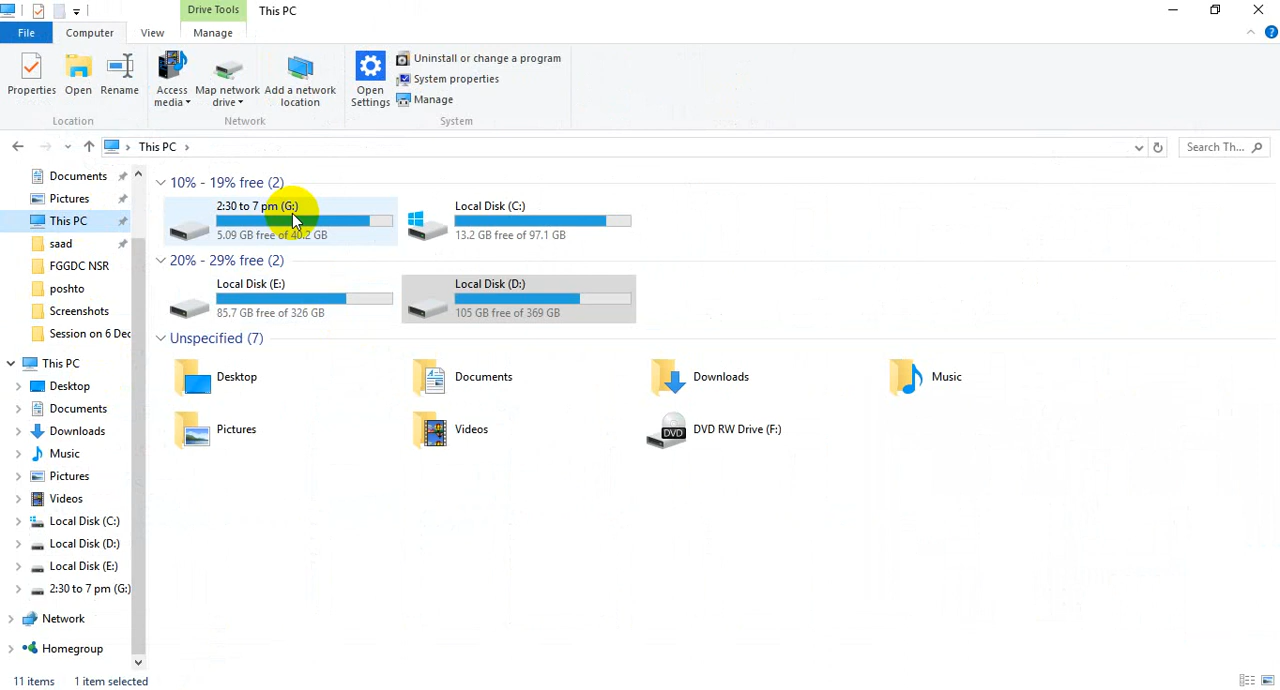 Drive Tools
This PC
File
Computer
View
Manage
Properties
Open
Rename
Access media
Map network drive
Add a network location
Open Settings
Uninstall or change a program
System properties
Manage
Location
Network
System
This PC
Search Th...
Documents
Pictures
This PC
saad
FGGDC NSR
poshto
Screenshots
Session on 6 Dec
This PC
Desktop
Documents
Downloads
Music
Pictures
Videos
Local Disk (C:)
Local Disk (D:)
Local Disk (E:)
2:30 to 7 pm (G:)
Network
Homegroup
10% - 19% free (2)
2:30 to 7 pm (G:)
5.09 GB free of 40.2 GB
Local Disk (C:)
13.2 GB free of 97.1 GB
20% - 29% free (2)
Local Disk (E:)
85.7 GB free of 326 GB
Local Disk (D:)
105 GB free of 369 GB
Unspecified (7)
Desktop
Documents
Downloads
Music
Pictures
Videos
DVD
DVD RW Drive (F:)
11 items
1 item selected